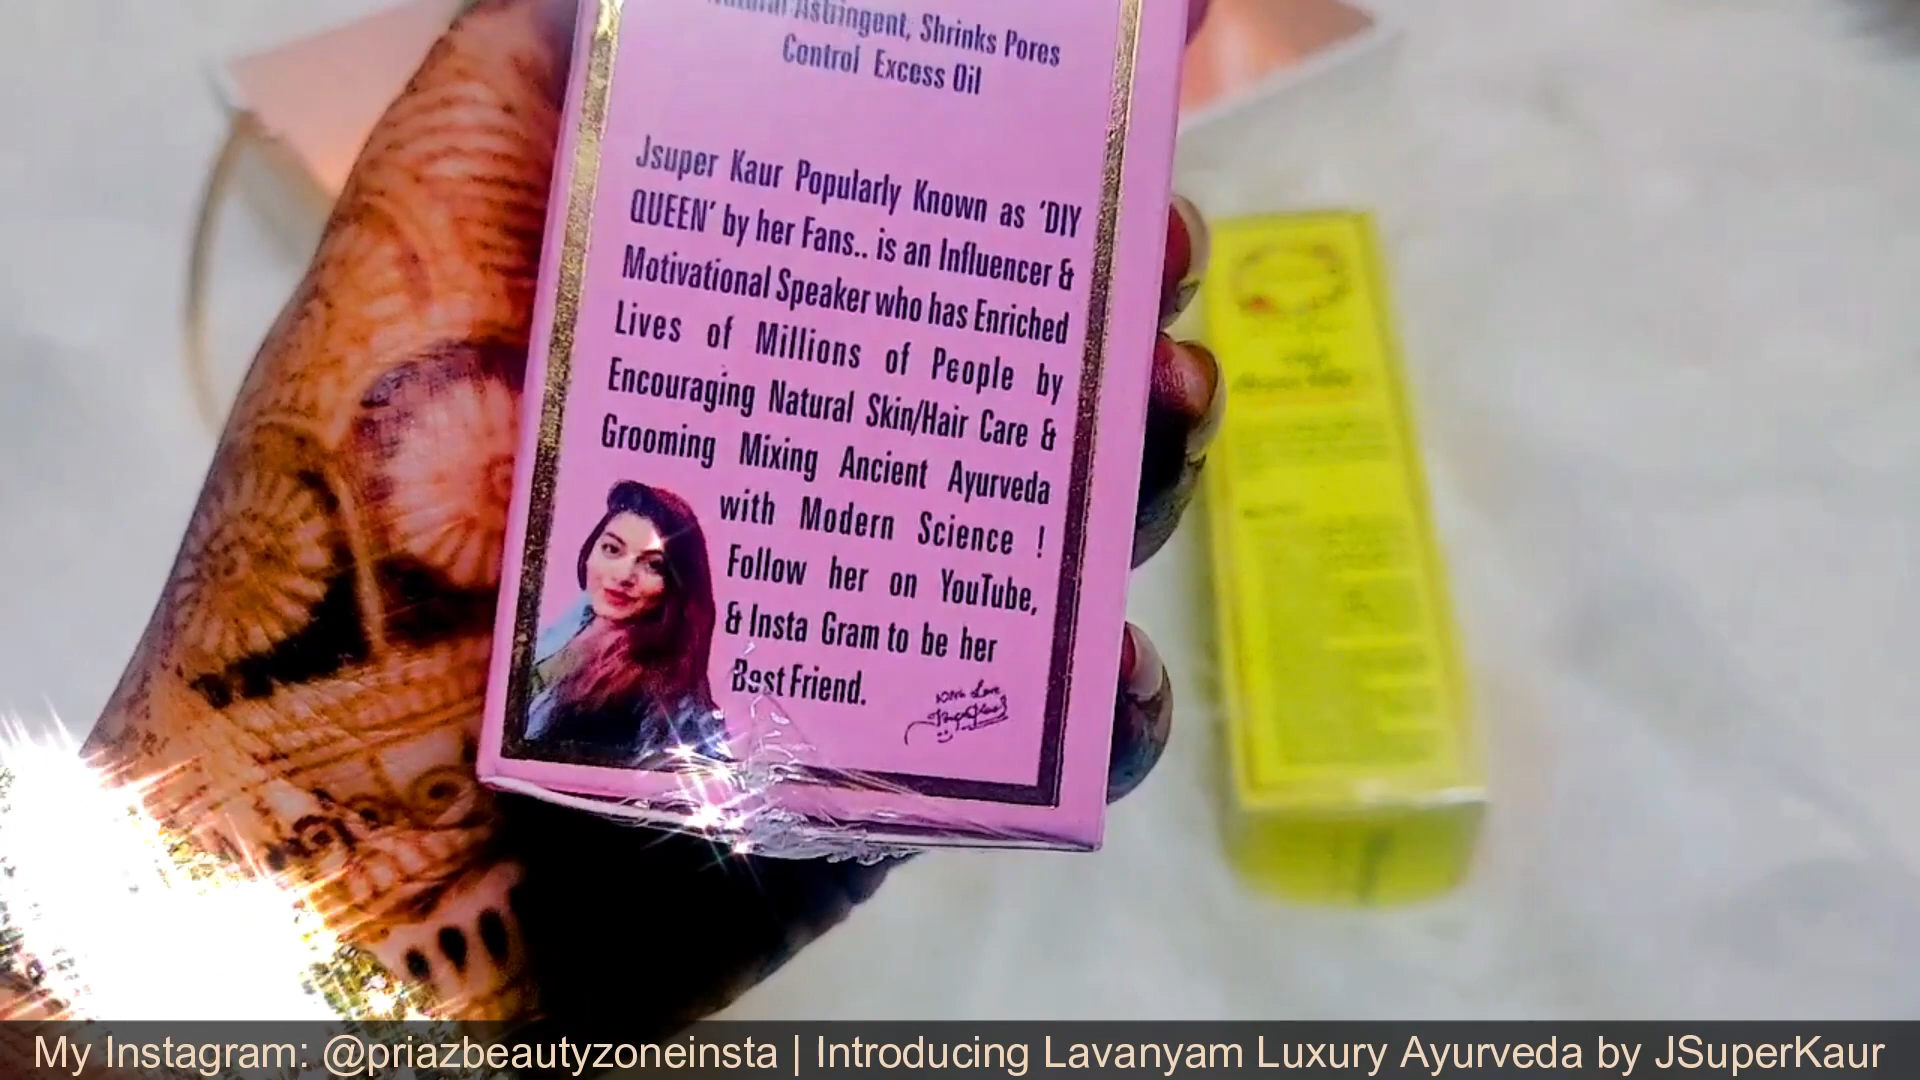 Natural Astringent, Shrinks Pores
Control Excess Oil
Jsuper Kaur Popularly Known as 'DIY
QUEEN' by her Fans.. is an Influencer &
Motivational Speaker who has Enriched
Lives of Millions of People by
Encouraging Natural Skin/Hair Care &
Grooming Mixing Ancient Ayurveda
with Modern Science !
Follow her on YouTube,
& Insta Gram to be her
Best Friend.
With Love
My Instagram: @priazbeautyzoneinsta | Introducing Lavanyam Luxury Ayurveda by JSuperKaur